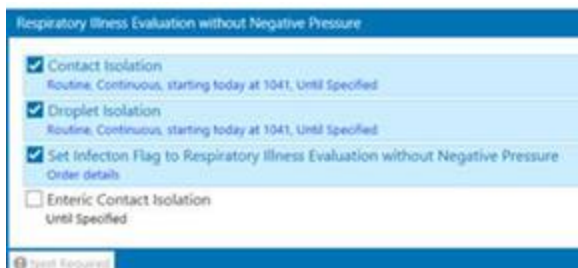 Respiratory Illness Evaluation without Negative Pressure
Contact Isolation
Routine, Continuous, starting today at 1041, Until Specified
Droplet Isolation
Routine, Continuous, starting today at 1041, Until Specified
Set Infecton Flag to Respiratory Illness Evaluation without Negative Pressure
Order details
Enteric Contact Isolation
Until Specified
Next Required